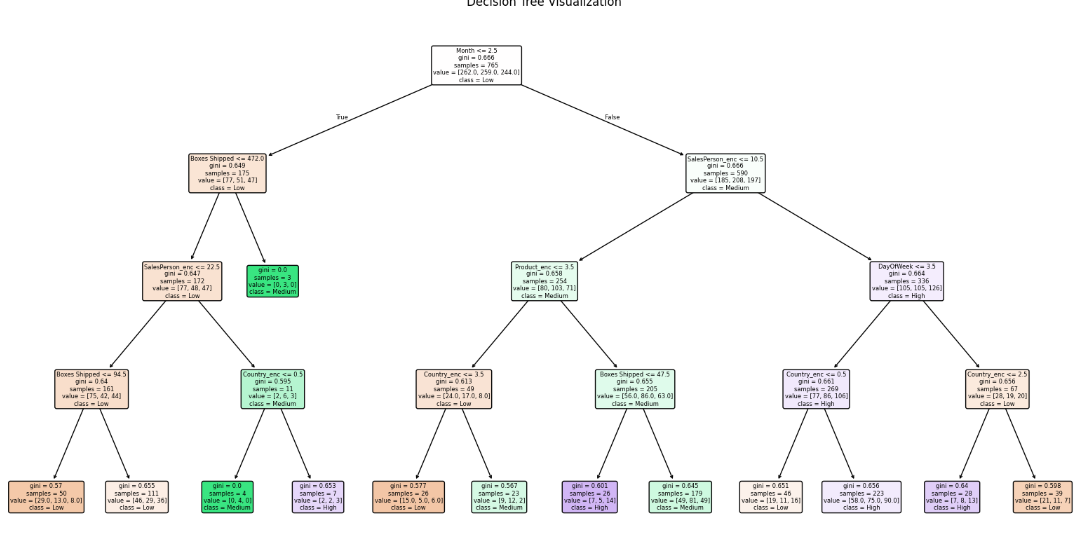 Decision Tree Visualization
Month <= 2.5
gini = 0.666
samples = 765
value = [262.0, 259.0, 244.0]
class = Low
True
False
Boxes Shipped <= 472.0
gini = 0.649
samples = 175
value = [77, 51, 47]
class = Low
SalesPerson_enc <= 10.5
gini = 0.666
samples = 590
value = [185, 208, 197]
class = Medium
SalesPerson_enc <= 22.5
gini = 0.647
samples = 172
value = [77, 48, 47]
class = Low
gini = 0.0
samples = 3
value = [0, 3, 0]
class = Medium
Product_enc <= 3.5
gini = 0.658
samples = 254
value = [80, 103, 71]
class = Medium
DayOfWeek <= 3.5
gini = 0.664
samples = 336
value = [105, 105, 126]
class = High
Boxes Shipped <= 94.5
gini = 0.64
samples = 161
value = [75, 42, 44]
class = Low
Country_enc <= 0.5
gini = 0.595
samples = 11
value = [2, 6, 3]
class = Medium
Country_enc <= 3.5
gini = 0.613
samples = 49
value = [24.0, 17.0, 8.0]
class = Low
Boxes Shipped <= 47.5
gini = 0.655
samples = 205
value = [56.0, 86.0, 63.0]
class = Medium
Country_enc <= 0.5
gini = 0.661
samples = 269
value = [77, 86, 106]
class = High
Country_enc <= 2.5
gini = 0.656
samples = 67
value = [28, 19, 20]
class = Low
gini = 0.57
samples = 50
value = [29.0, 13.0, 8.0]
class = Low
gini = 0.655
samples = 111
value = [46, 29, 36]
class = Low
gini = 0.0
samples = 4
value = [0, 4, 0]
class = Medium
gini = 0.653
samples = 7
value = [2, 2, 3]
class = High
gini = 0.577
samples = 26
value = [15.0, 5.0, 6.0]
class = Low
gini = 0.567
samples = 23
value = [9, 12, 2]
class = Medium
gini = 0.601
samples = 26
value = [7, 5, 14]
class = High
gini = 0.645
samples = 179
value = [49, 81, 49]
class = Medium
gini = 0.651
samples = 46
value = [19, 11, 16]
class = Low
gini = 0.656
samples = 223
value = [58.0, 75.0, 90.0]
class = High
gini = 0.64
samples = 28
value = [7, 8, 13]
class = High
gini = 0.598
samples = 39
value = [21, 11, 7]
class = Low